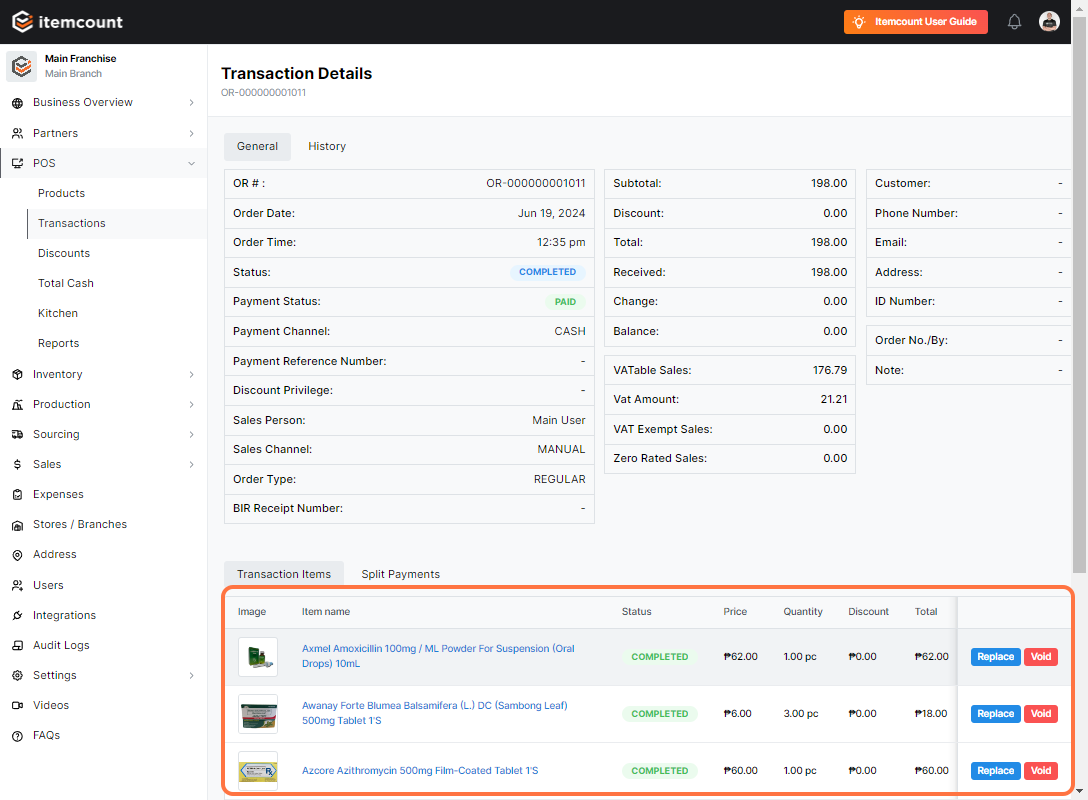 itemcount
Itemcount User Guide
Main Franchise
Main Branch
Business Overview
Partners
POS
Products
Transactions
Discounts
Total Cash
Kitchen
Reports
Inventory
Production
Sourcing
Sales
Expenses
Stores / Branches
Address
Users
Integrations
Audit Logs
Settings
Videos
FAQs
Transaction Details
OR-000000001011
General History
OR # : OR-000000001011
Order Date: Jun 19, 2024
Order Time: 12:35 pm
Status: COMPLETED
Payment Status: PAID
Payment Channel: CASH
Payment Reference Number: -
Discount Privilege: -
Sales Person: Main User
Sales Channel: MANUAL
Order Type: REGULAR
BIR Receipt Number: -
Subtotal: 198.00
Discount: 0.00
Total: 198.00
Received: 198.00
Change: 0.00
Balance: 0.00
VATable Sales: 176.79
Vat Amount: 21.21
VAT Exempt Sales: 0.00
Zero Rated Sales: 0.00
Customer: -
Phone Number: -
Email: -
Address: -
ID Number: -
Order No./By: -
Note: -
Transaction Items Split Payments
Image Item name Status Price Quantity Discount Total
Axmel Amoxicillin 100mg / ML Powder For Suspension (Oral
Drops) 10mL
COMPLETED ₱62.00 1.00 pc ₱0.00 ₱62.00 Replace Void
Awanay Forte Blumea Balsamifera (L.) DC (Sambong Leaf)
500mg Tablet 1'S
COMPLETED ₱6.00 3.00 pc ₱0.00 ₱18.00 Replace Void
Azcore Azithromycin 500mg Film-Coated Tablet 1'S COMPLETED ₱60.00 1.00 pc ₱0.00 ₱60.00 Replace Void